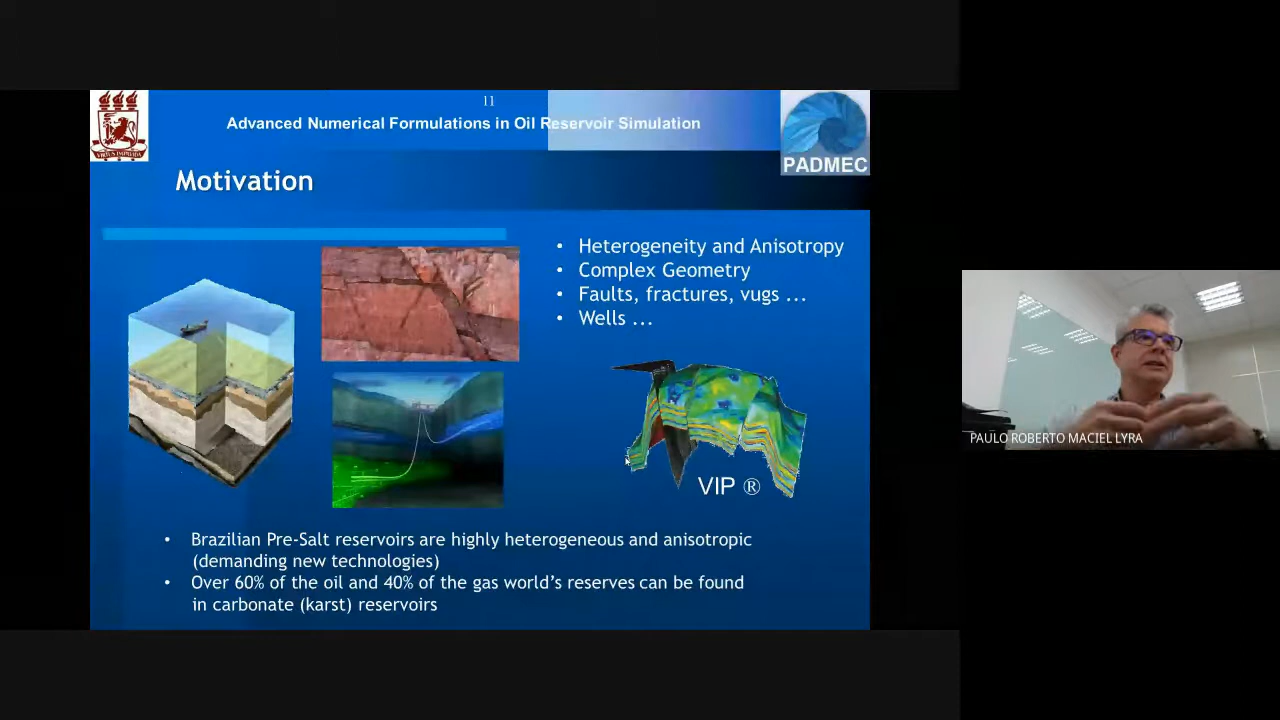 11
Advanced Numerical Formulations in Oil Reservoir Simulation
VIRTUS IMPAVIDA
PADMEC
Motivation
• Heterogeneity and Anisotropy
• Complex Geometry
• Faults, fractures, vugs ...
• Wells ...
VIP ®
• Brazilian Pre-Salt reservoirs are highly heterogeneous and anisotropic
(demanding new technologies)
• Over 60% of the oil and 40% of the gas world's reserves can be found
in carbonate (karst) reservoirs
PAULO ROBERTO MACIEL LYRA